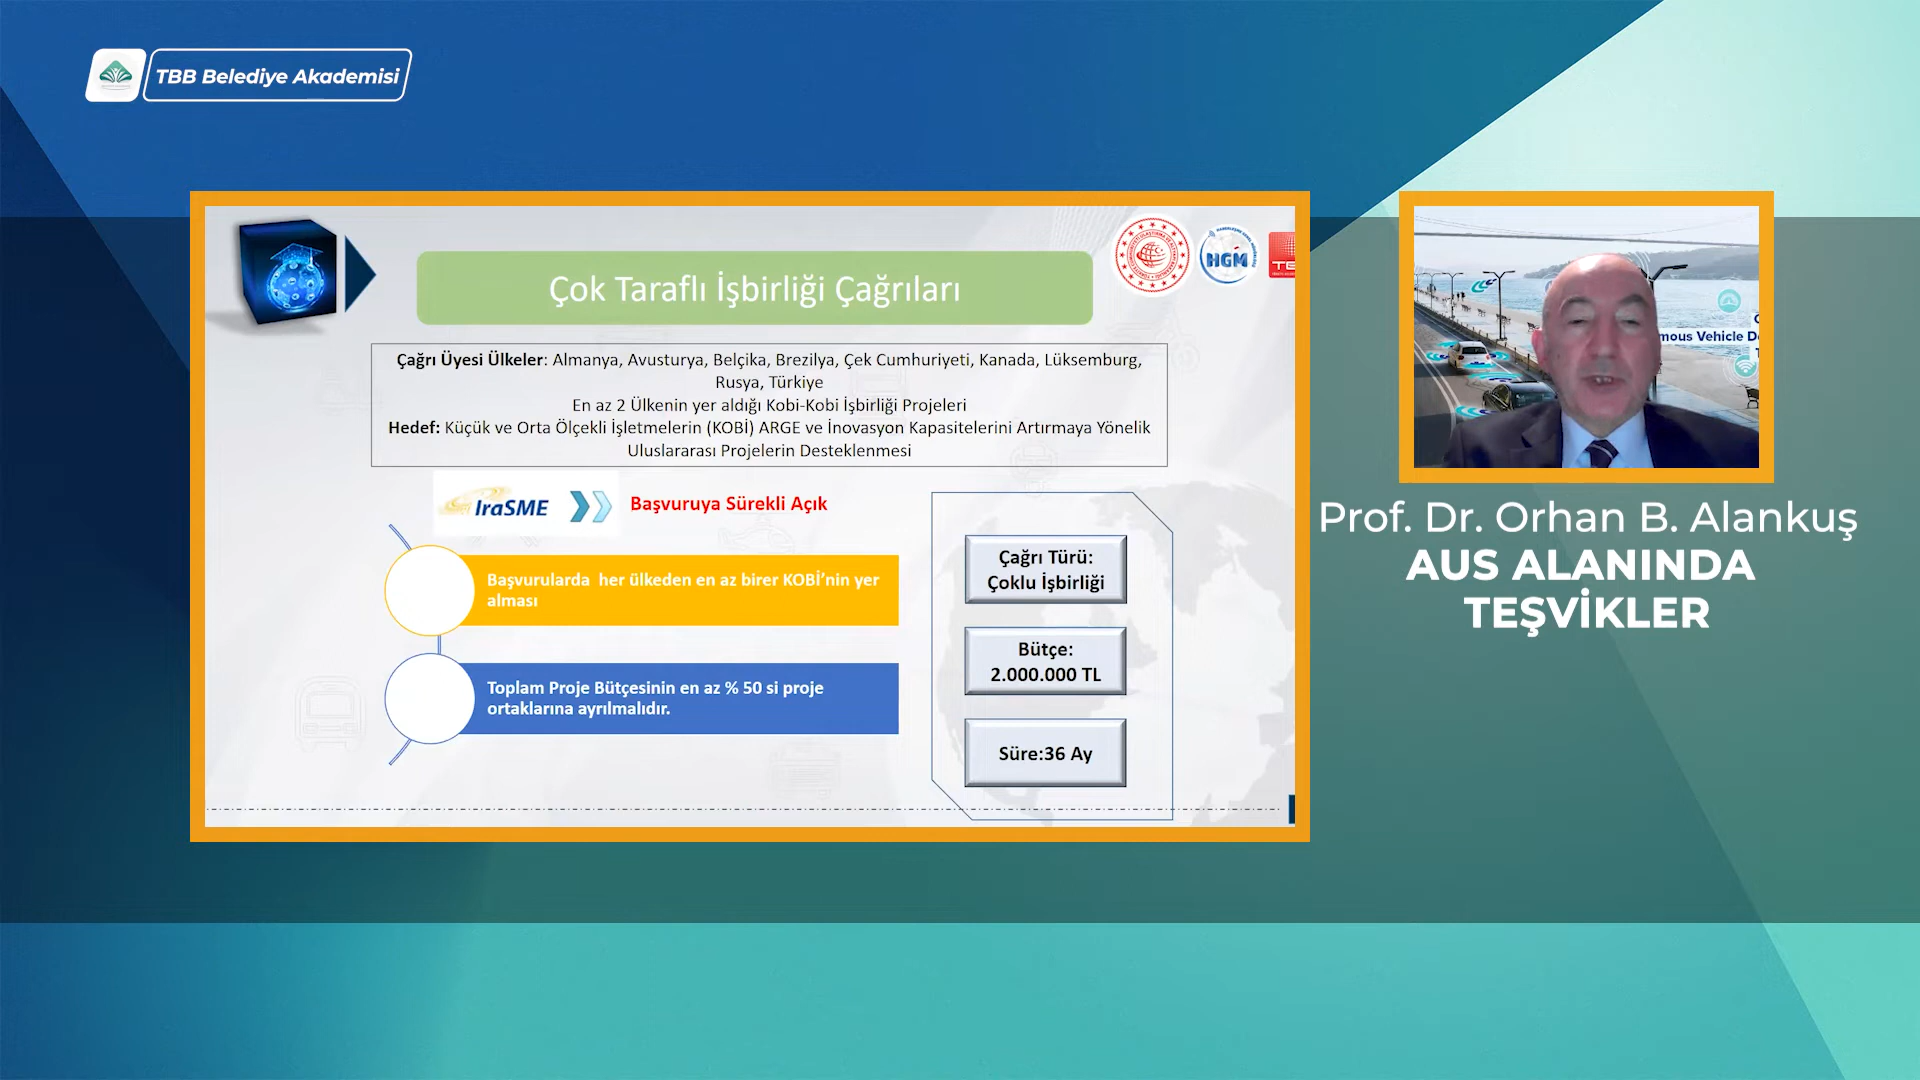 TBB Belediye Akademisi
Çok Taraflı İşbirliği Çağrıları
HGM
Çağrı Üyesi Ülkeler: Almanya, Avusturya, Belçika, Brezilya, Çek Cumhuriyeti, Kanada, Lüksemburg,
Rusya, Türkiye
En az 2 Ülkenin yer aldığı Kobi-Kobi İşbirliği Projeleri
Hedef: Küçük ve Orta Ölçekli İşletmelerin (KOBİ) ARGE ve İnovasyon Kapasitelerini Artırmaya Yönelik
Uluslararası Projelerin Desteklenmesi
IraSME
Başvuruya Sürekli Açık
Başvurularda her ülkeden en az birer KOBİ'nin yer
alması
Toplam Proje Bütçesinin en az % 50 si proje
ortaklarına ayrılmalıdır.
Çağrı Türü:
Çoklu İşbirliği
Bütçe:
2.000.000 TL
Süre:36 Ay
Vehicle
Prof. Dr. Orhan B. Alankuş
AUS ALANINDA
TEŞVİKLER